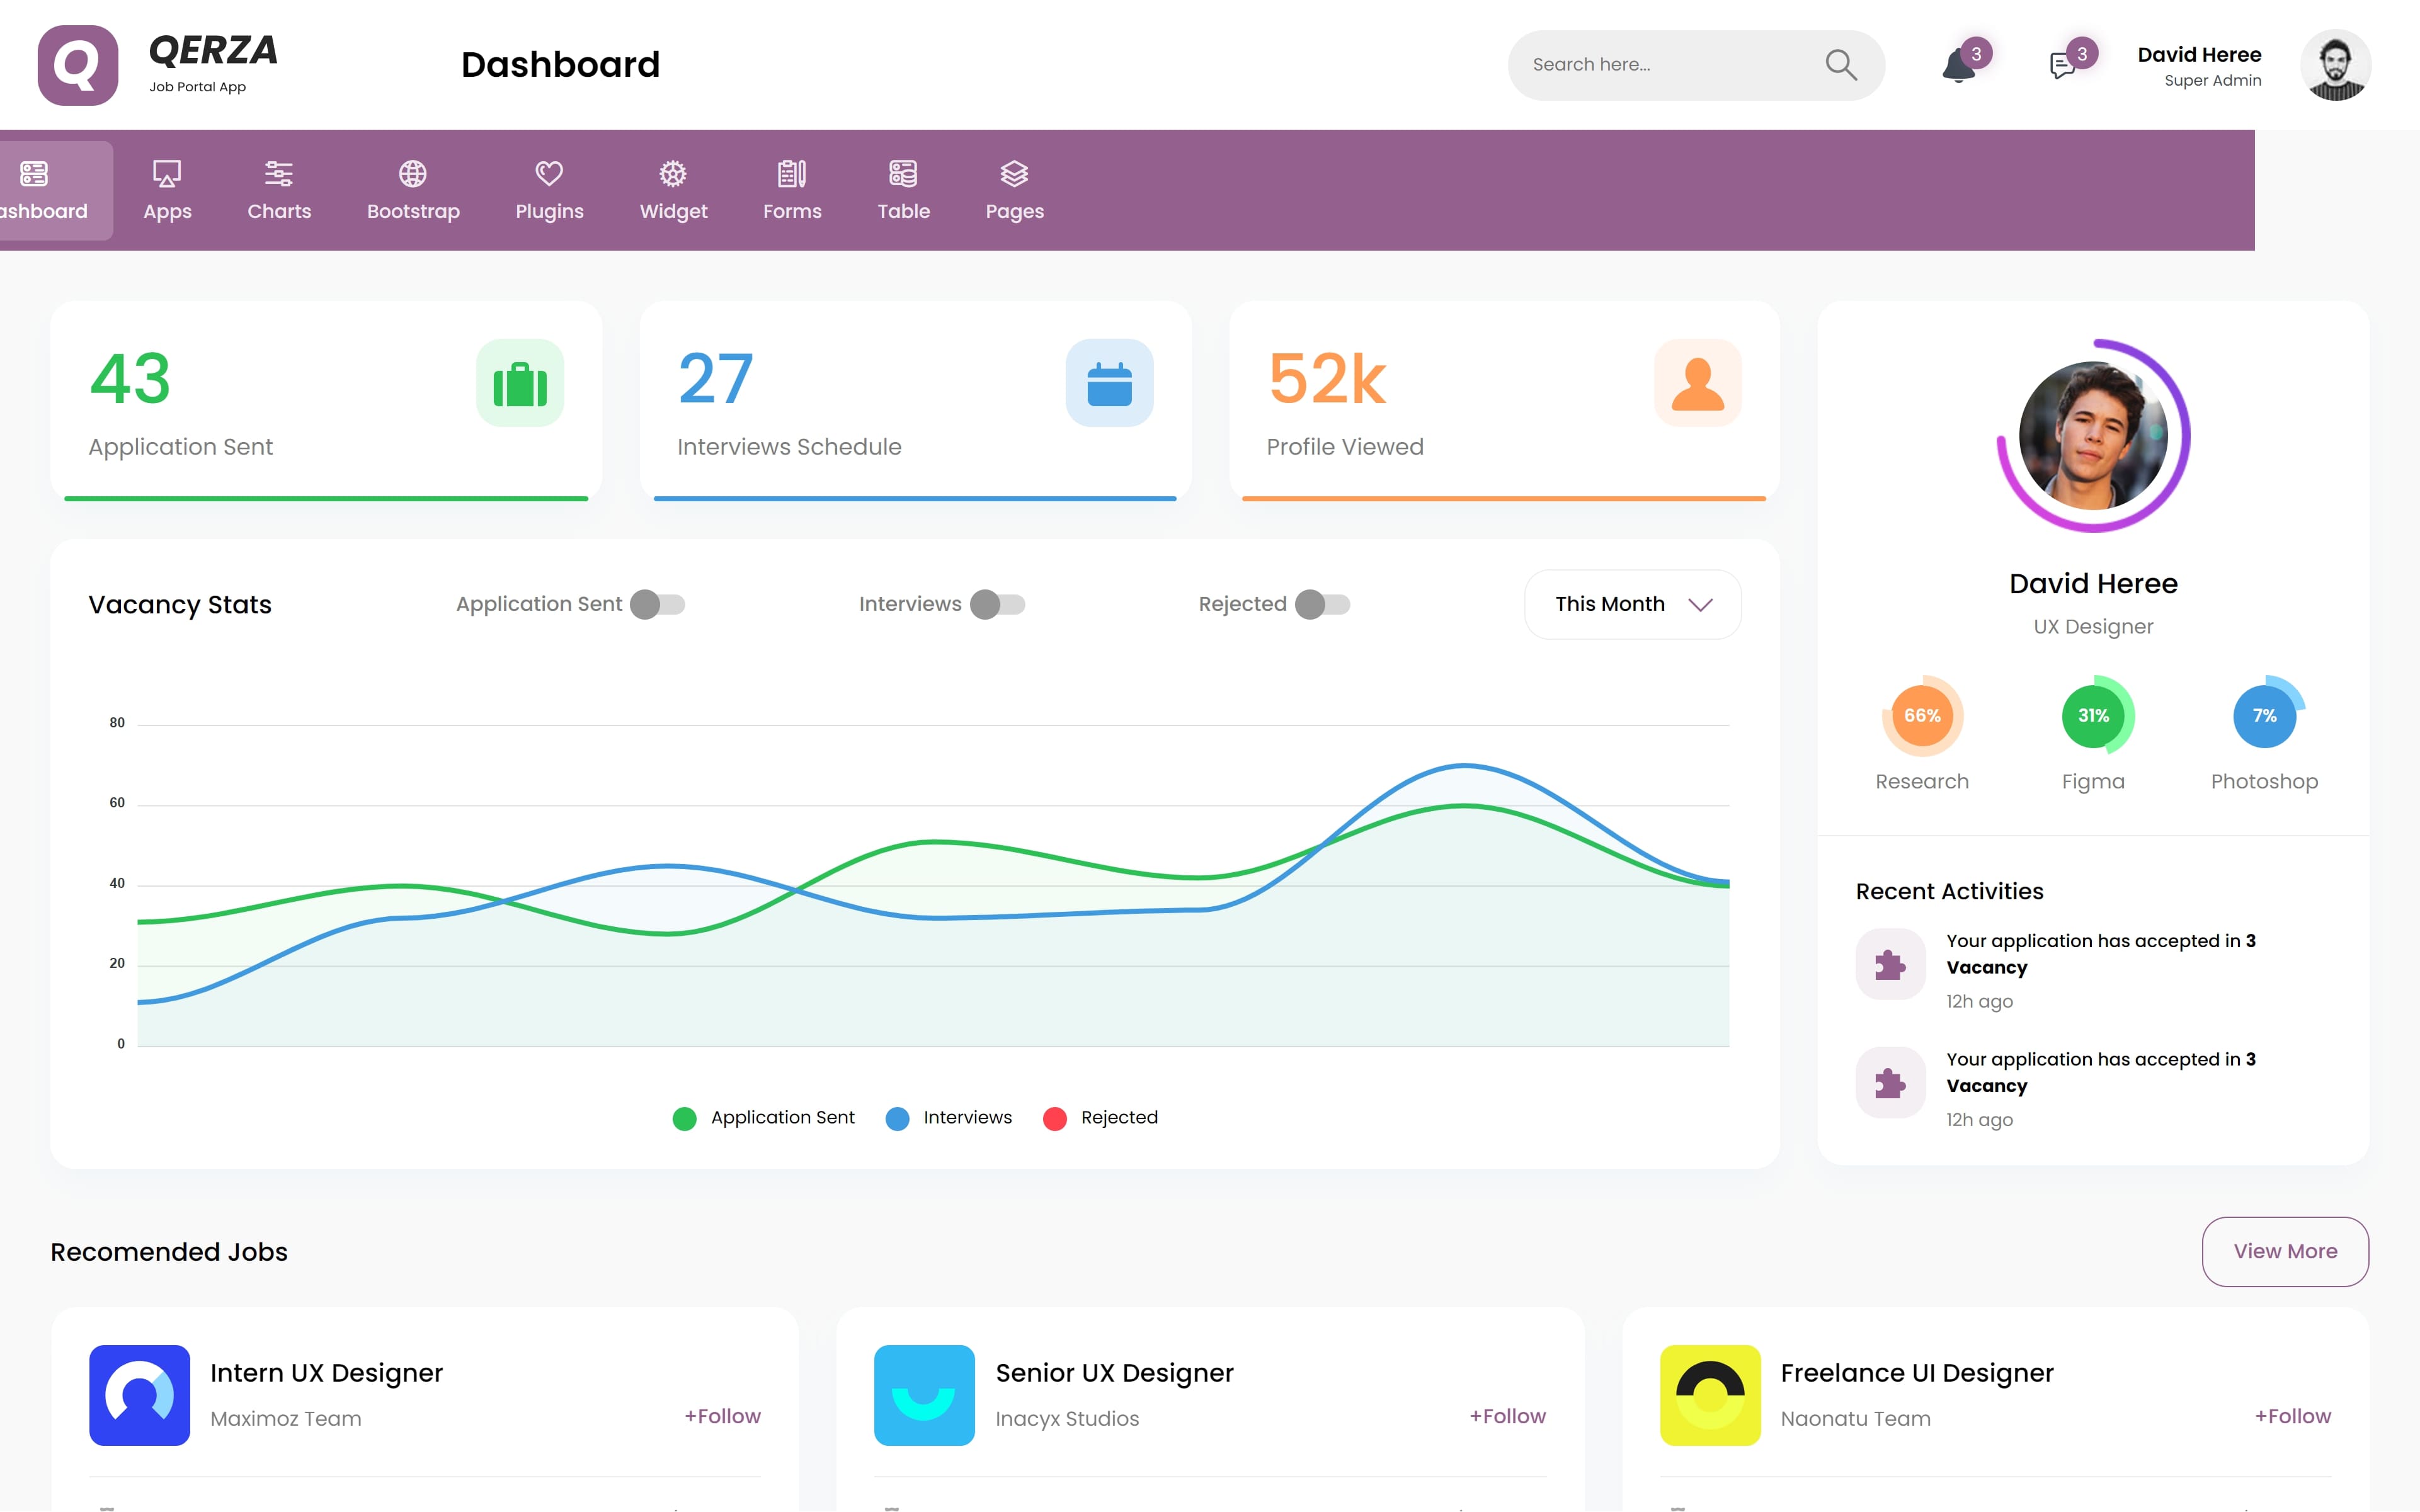 Q
QERZA
Job Portal App
Dashboard
Search here...
3
3
David Heree
Super Admin
ashboard
Apps
Charts
Bootstrap
Plugins
Widget
Forms
Table
Pages
43
Application Sent
27
Interviews Schedule
52k
Profile Viewed
Vacancy Stats
Application Sent
Interviews
Rejected
This Month
80
60
40
20
0
Application Sent
Interviews
Rejected
David Heree
UX Designer
66%
31%
7%
Research
Figma
Photoshop
Recent Activities
Your application has accepted in 3
Vacancy
12h ago
Your application has accepted in 3
Vacancy
12h ago
Recomended Jobs
View More
Intern UX Designer
Maximoz Team
+Follow
Senior UX Designer
Inacyx Studios
+Follow
Freelance UI Designer
Naonatu Team
+Follow